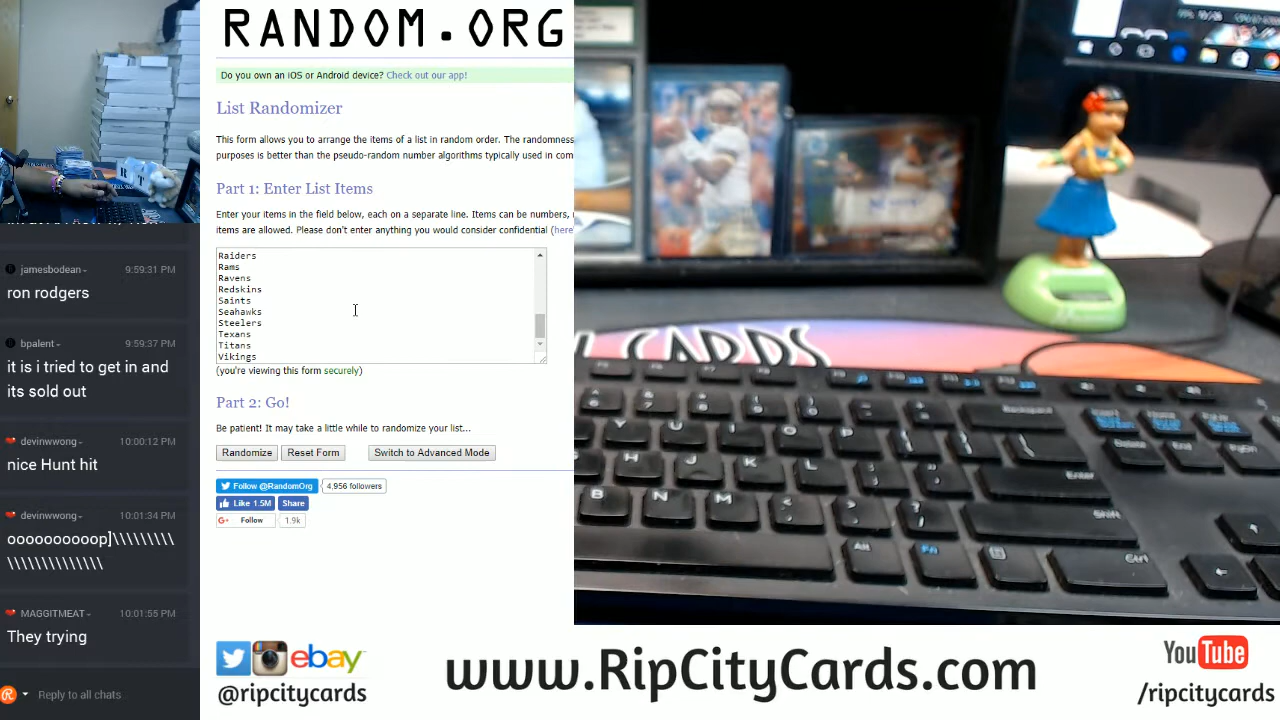 RANDOM.ORG
Do you own an iOS or Android device? Check out our app!
List Randomizer
This form allows you to arrange the items of a list in random order. The randomness
purposes is better than the pseudo-random number algorithms typically used in com
Part 1: Enter List Items
Enter your items in the field below, each on a separate line. Items can be numbers,
items are allowed. Please don't enter anything you would consider confidential (here
Raiders
Rams
Ravens
Redskins
Saints
Seahawks
Steelers
Texans
Titans
Vikings
(you're viewing this form securely)
Part 2: Go!
Be patient! It may take a little while to randomize your list...
Randomize Reset Form Switch to Advanced Mode
Follow @RandomOrg 4,956 followers
Like 1.5M Share
G+ Follow 1.9k
jamesbodean 9:59:31 PM
ron rodgers
bpalent 9:59:37 PM
it is i tried to get in and
its sold out
devinwwong 10:00:12 PM
nice Hunt hit
devinwwong 10:01:34 PM
oooooooooop]\\\\\\\\\
\\\\\\\\\\\\\\
MAGGITMEAT 10:01:55 PM
They trying
Reply to all chats
CARDS
Y U I O P
H J K L
B N M
Backspace
Enter
Shift
Alt Fn Ctrl
Delete End
ebay
@ripcitycards
www.RipCityCards.com
YouTube
/ripcitycards